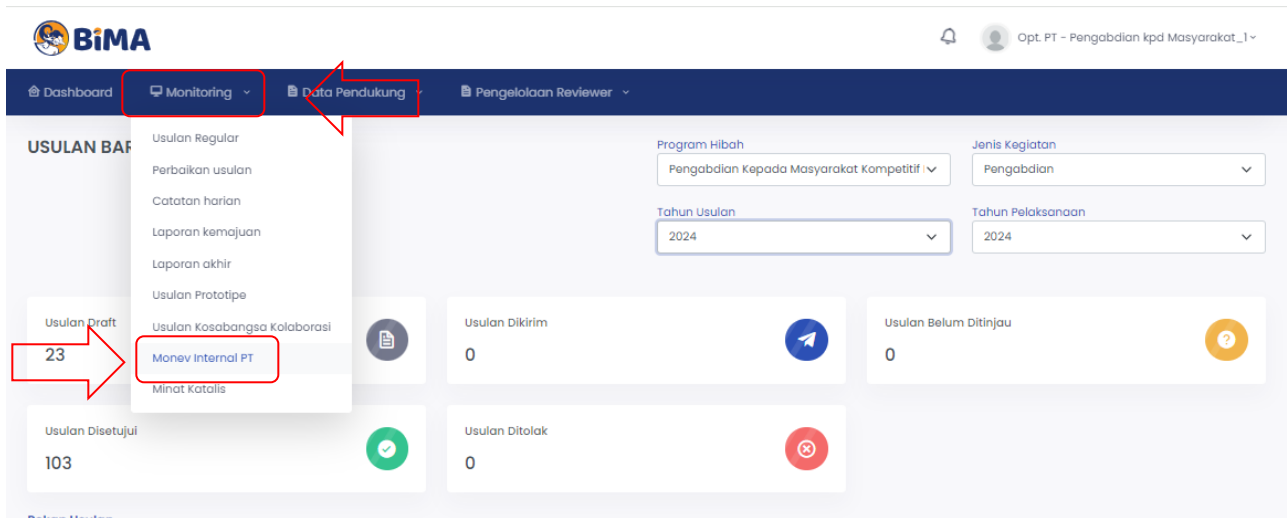 BiMA
Opt. PT - Pengabdian kpd Masyarakat_1
Dashboard
Monitoring
Data Pendukung
Pengelolaan Reviewer
USULAN BAR
Usulan Regular
Perbaikan usulan
Catatan harian
Laporan kemajuan
Laporan akhir
Usulan Prototipe
Usulan Kosabangsa Kolaborasi
Monev Internal PT
Minat Katalis
Program Hibah
Pengabdian Kepada Masyarakat Kompetitif
Jenis Kegiatan
Pengabdian
Tahun Usulan
2024
Tahun Pelaksanaan
2024
Usulan Draft
23
Usulan Dikirim
0
Usulan Belum Ditinjau
0
Usulan Disetujui
103
Usulan Ditolak
0